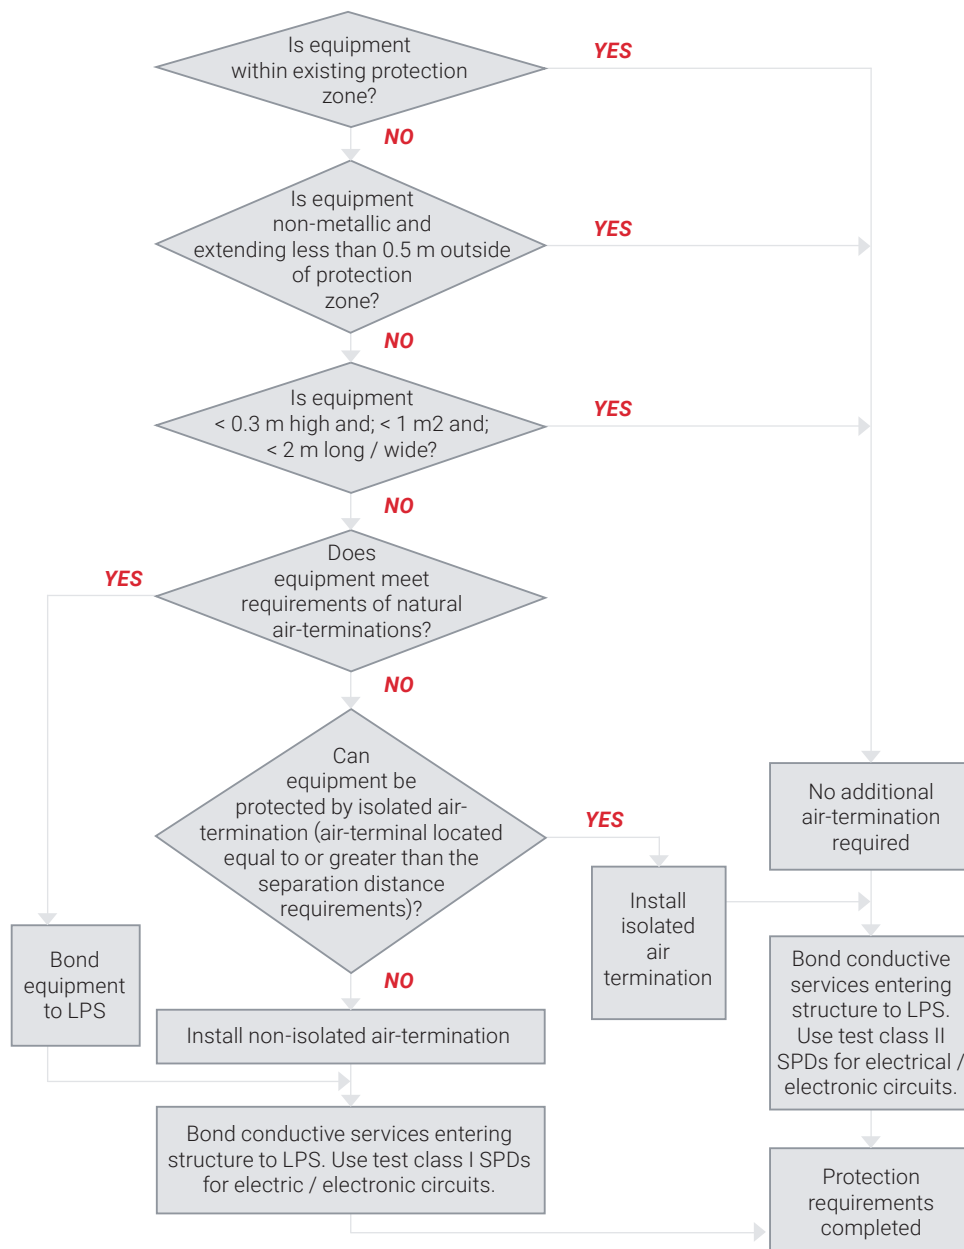 Is equipment
within existing protection
zone?
YES
NO
Is equipment
non-metallic and
extending less than 0.5 m outside
of protection
zone?
YES
NO
Is equipment
< 0.3 m high and; < 1 m2 and;
< 2 m long / wide?
YES
NO
Does
equipment meet
requirements of natural
air-terminations?
YES
NO
Can
equipment be
protected by isolated air-
termination (air-terminal located
equal to or greater than the
separation distance
requirements)?
YES
NO
No additional
air-termination
required
Install
isolated
air
termination
Bond
equipment
to LPS
Install non-isolated air-termination
Bond conductive
services entering
structure to LPS.
Use test class II
SPDs for electrical /
electronic circuits.
Bond conductive services entering
structure to LPS. Use test class I SPDs
for electric / electronic circuits.
Protection
requirements
completed